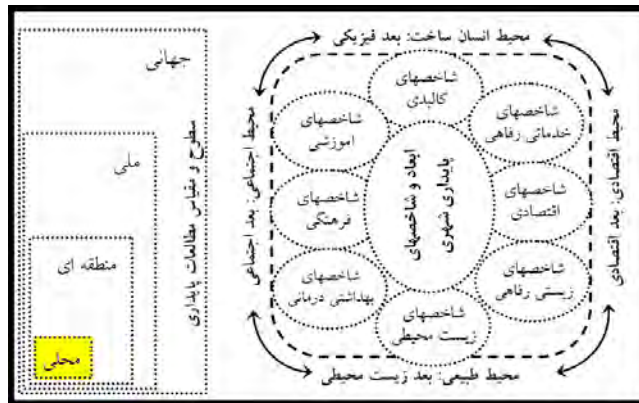 محیط انسان ساخت: بعد فیزیکی
شاخصهای
کالبدی
شاخصهای
خدماتی رفاهی
شاخصهای
اموزشی
شاخصهای
اقتصادی
ابعاد و شاخصهای
پایداری شهری
شاخصهای
فرهنگی
شاخصهای
زیستی رفاهی
شاخصهای
بهداشتی درمانی
شاخصهای
زیست محیطی
محیط اقتصادی: بعد اقتصادی
محیط اجتماعی: بعد اجتماعی
محیط طبیعی: بعد زیست محیطی
سطوح و مقیاس مطالعات پایداری
جهانی
ملی
منطقه ای
محلی